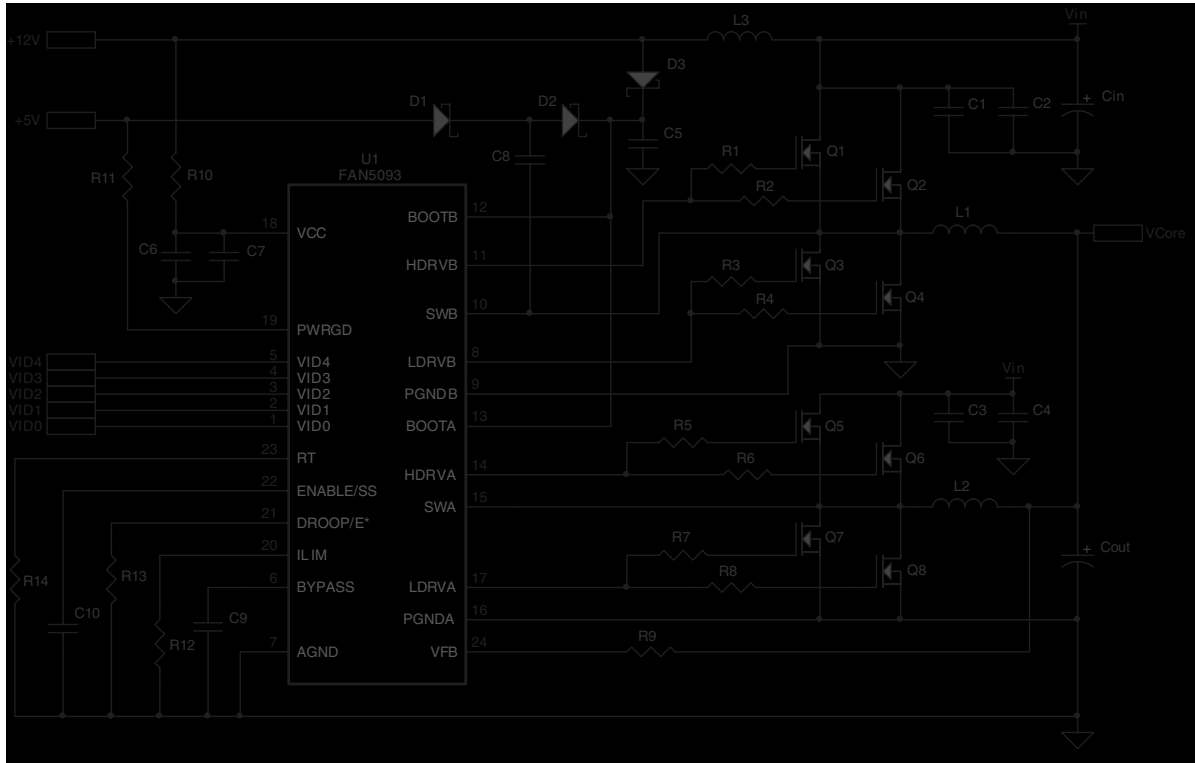 L3
Vin
+12V
D3
D1
D2
C1
C2
Cin
+5V
C5
C8
R1
Q1
U1
FAN5093
R11
R10
R2
Q2
12
BOOTB
18
VCC
L1
VCore
C6
C7
11
HDRVB
R3
Q3
10
SWB
R4
Q4
19
PWRGD
VID4
5
VID4
8
LDRVB
VID3
4
VID3
Vin
VID2
3
VID2
9
PGNDB
VID1
2
VID1
C3
C4
VID0
1
VID0
13
BOOTA
R5
Q5
23
RT
R6
Q6
14
HDRVA
22
ENABLE/SS
L2
15
SWA
21
DROOP/E*
R7
Q7
20
ILIM
Cout
R14
R13
R8
Q8
6
BYPASS
17
LDRVA
C10
C9
16
PGNDA
R12
7
AGND
24
VFB
R9